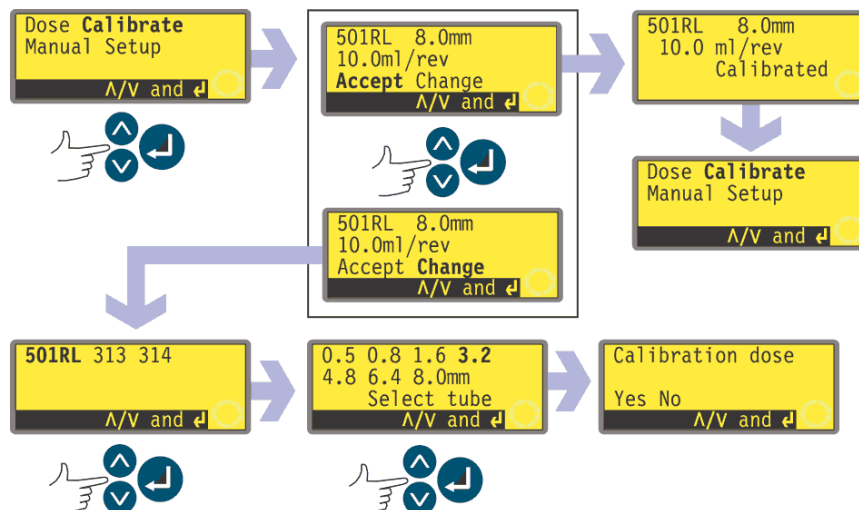 Dose Calibrate
Manual Setup
∧/∨ and ↲
501RL 8.0mm
10.0ml/rev
Accept Change
∧/∨ and ↲
501RL 8.0mm
10.0 ml/rev
Calibrated
Dose Calibrate
Manual Setup
∧/∨ and ↲
501RL 8.0mm
10.0ml/rev
Accept Change
∧/∨ and ↲
501RL 313 314
∧/∨ and ↲
0.5 0.8 1.6 3.2
4.8 6.4 8.0mm
Select tube
∧/∨ and ↲
Calibration dose
Yes No
∧/∨ and ↲